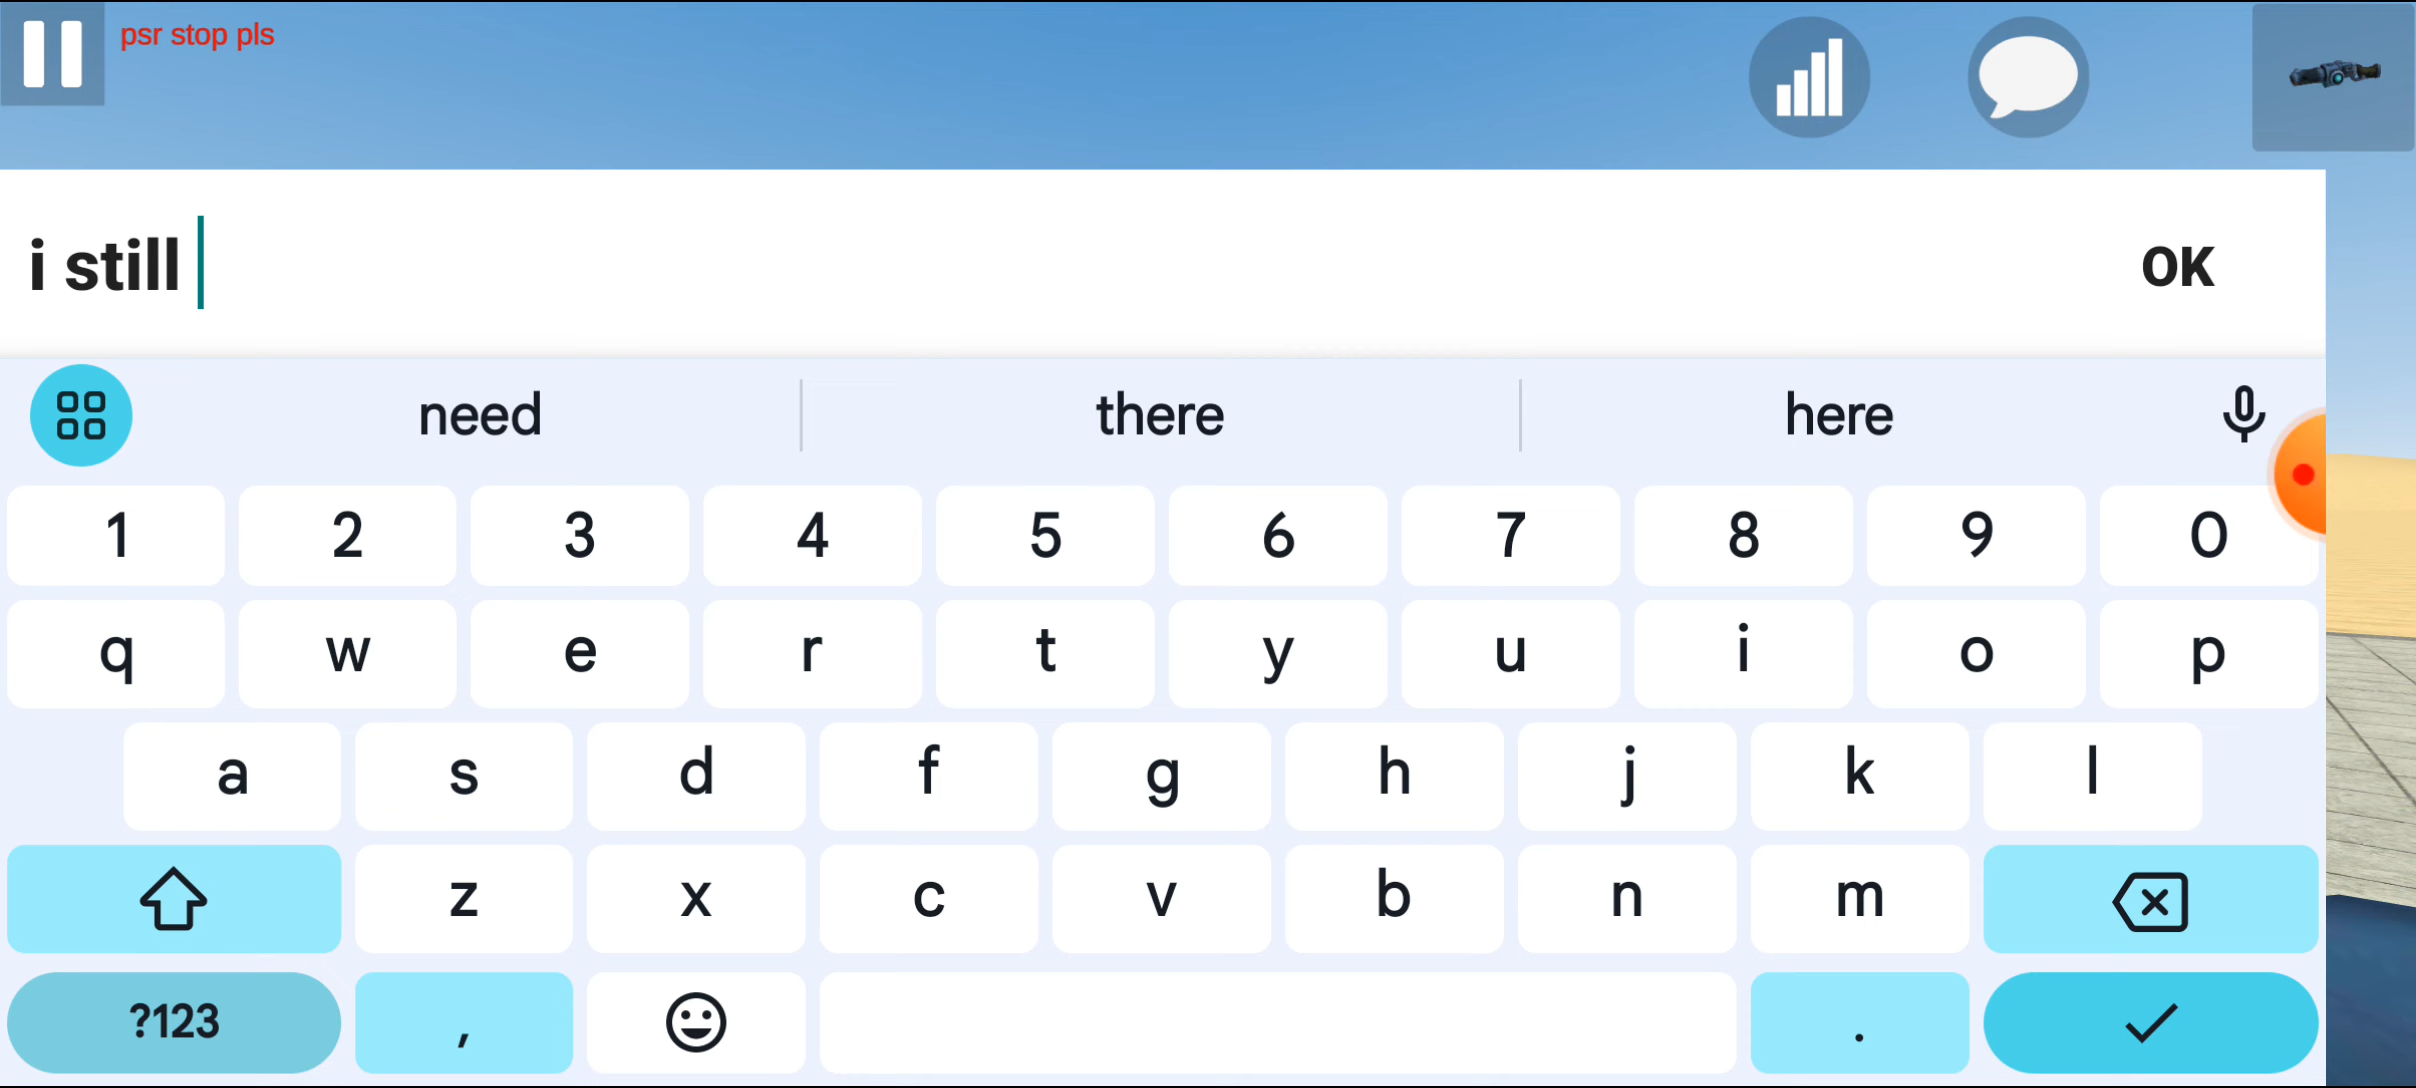 psr stop pls
i still
OK
need there here
1 2 3 4 5 6 7 8 9 0
q w e r t y u i o p
a s d f g h j k l
z x c v b n m
?123 , .